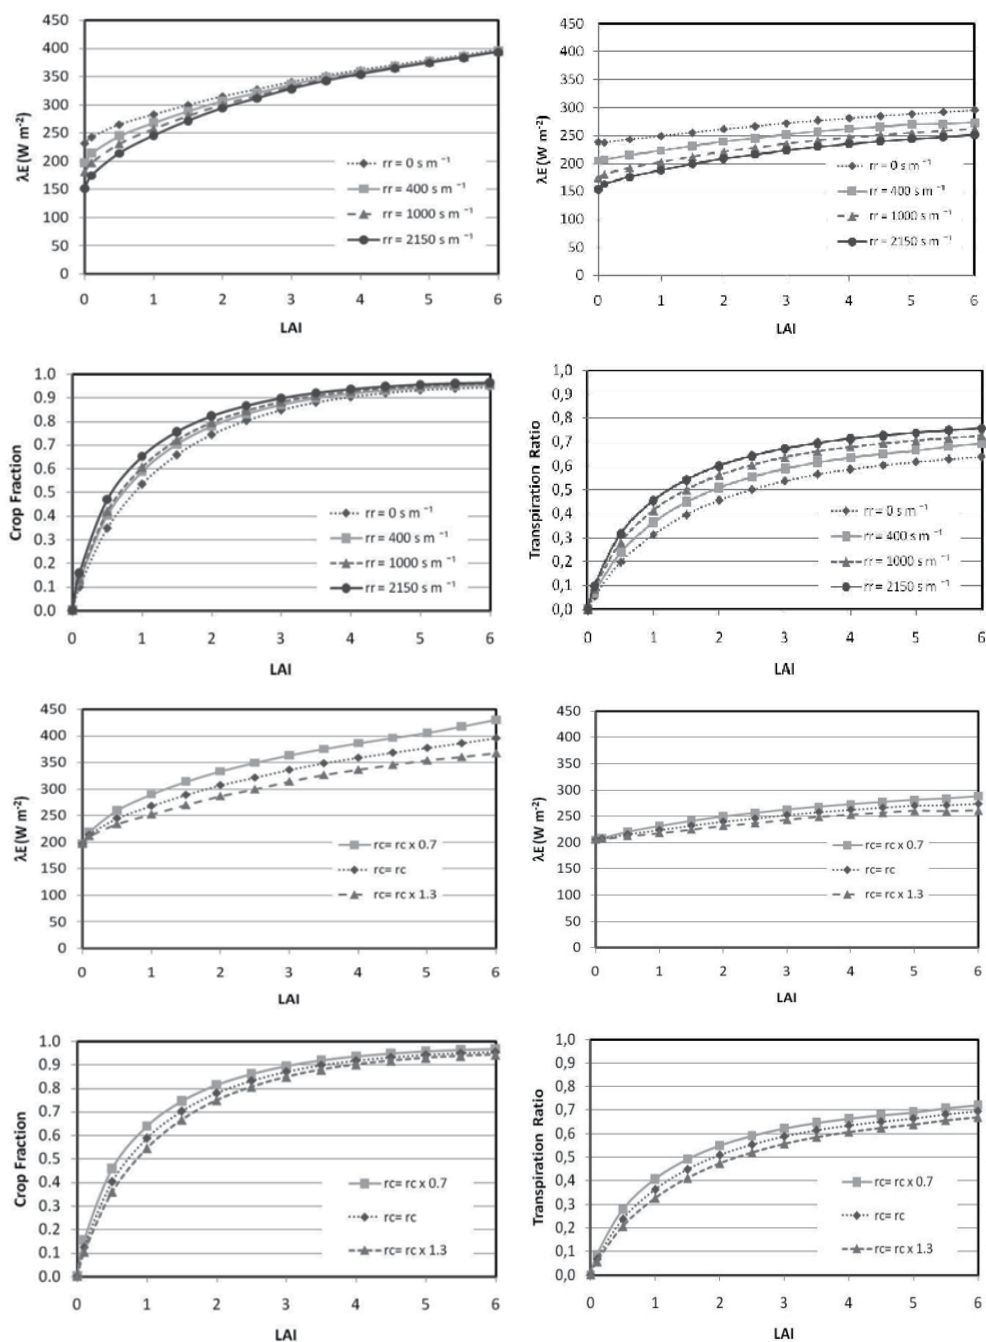 450
400
350
300
250
200
150
100
50
0
λE (W m⁻²)
rr = 0 s m ⁻¹
rr = 400 s m ⁻¹
rr = 1000 s m ⁻¹
rr = 2150 s m ⁻¹
0 1 2 3 4 5 6
LAI
450
400
350
300
250
200
150
100
50
0
λE (W m⁻²)
rr = 0 s m ⁻¹
rr = 400 s m ⁻¹
rr = 1000 s m ⁻¹
rr = 2150 s m ⁻¹
0 1 2 3 4 5 6
LAI
1.0
0.9
0.8
0.7
0.6
0.5
0.4
0.3
0.2
0.1
0.0
Crop Fraction
rr = 0 s m ⁻¹
rr = 400 s m ⁻¹
rr = 1000 s m ⁻¹
rr = 2150 s m ⁻¹
0 1 2 3 4 5 6
LAI
1,0
0,9
0,8
0,7
0,6
0,5
0,4
0,3
0,2
0,1
0,0
Transpiration Ratio
rr = 0 s m ⁻¹
rr = 400 s m ⁻¹
rr = 1000 s m ⁻¹
rr = 2150 s m ⁻¹
0 1 2 3 4 5 6
LAI
450
400
350
300
250
200
150
100
50
0
λE (W m⁻²)
rc= rc x 0.7
rc= rc
rc= rc x 1.3
0 1 2 3 4 5 6
LAI
450
400
350
300
250
200
150
100
50
0
λE (W m⁻²)
rc= rc x 0.7
rc= rc
rc= rc x 1.3
0 1 2 3 4 5 6
LAI
1.0
0.9
0.8
0.7
0.6
0.5
0.4
0.3
0.2
0.1
0.0
Crop Fraction
rc= rc x 0.7
rc= rc
rc= rc x 1.3
0 1 2 3 4 5 6
LAI
1,0
0,9
0,8
0,7
0,6
0,5
0,4
0,3
0,2
0,1
0,0
Transpiration Ratio
rc= rc x 0.7
rc= rc
rc= rc x 1.3
0 1 2 3 4 5 6
LAI